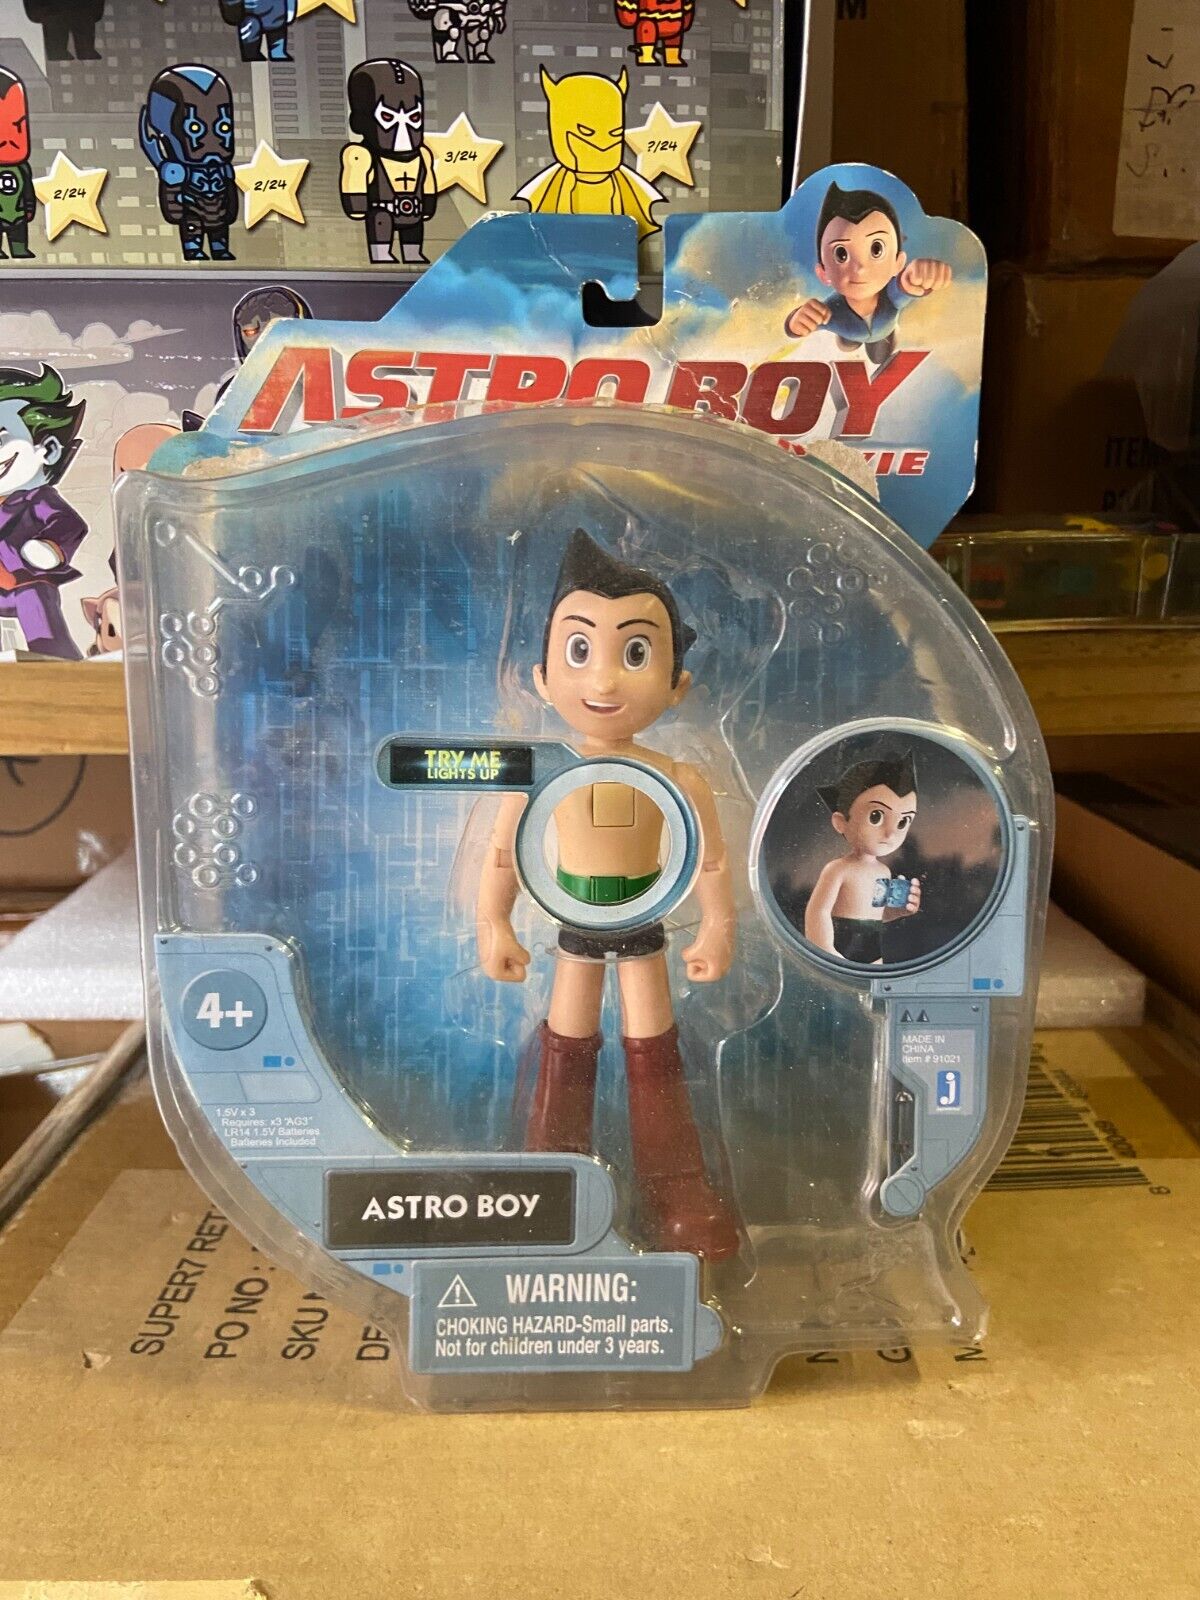 2/24
2/24
3/24
?/24
M
ASTRO BOY
TRY ME
LIGHTS UP
4+
1.5V x 3
Requires: x3 "AG3"
LR14 1.5V Batteries
Batteries Included
MADE IN
CHINA
Item # 91021
j
ASTRO BOY
WARNING:
CHOKING HAZARD-Small parts.
Not for children under 3 years.
SUPER7 RET
PO NO :
SKU
8